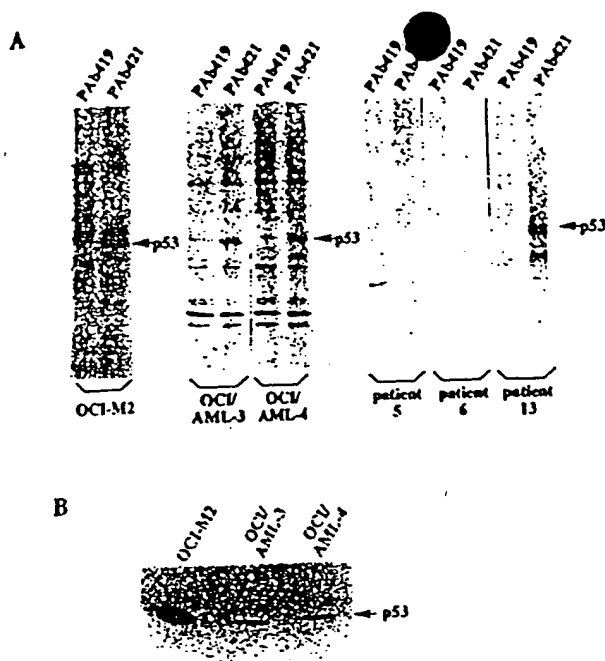 A
PAb419 PAb421 PAb419 PAb421 PAb419 PAb421 PAb419 PAb419 PAb421 PAb419 PAb421
p53 p53 p53
OCI-M2 OCI/AML-3 OCI/AML-4 patient 5 patient 6 patient 13
B
OCI-M2 OCI/AML-3 OCI/AML-4
p53